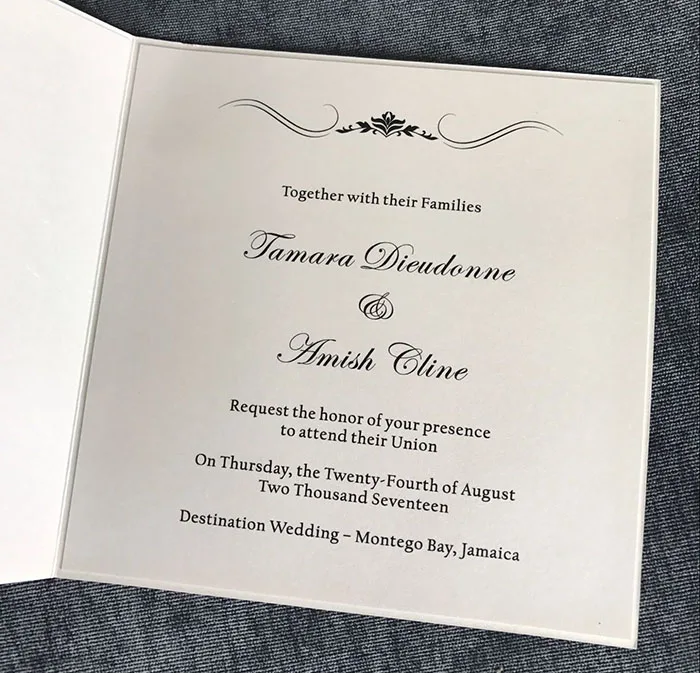 Together with their Families
Tamara Dieudonne
&
Amish Cline
Request the honor of your presence
to attend their Union
On Thursday, the Twenty-Fourth of August
Two Thousand Seventeen
Destination Wedding – Montego Bay, Jamaica